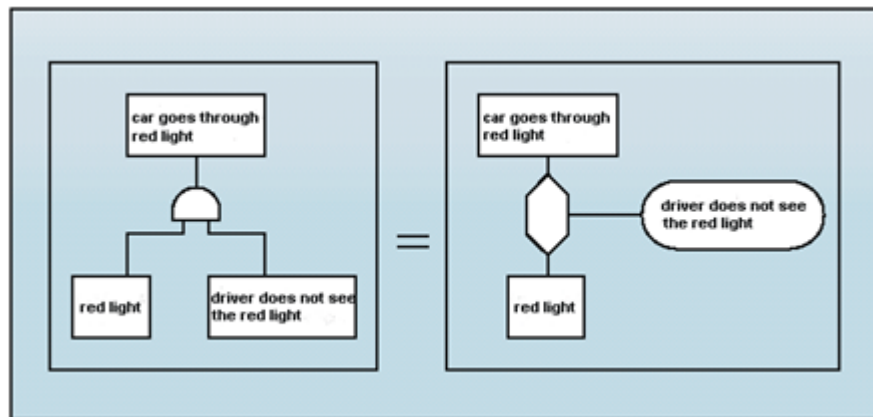 car goes through
red light
red light
driver does not see
the red light
=
car goes through
red light
driver does not see
the red light
red light